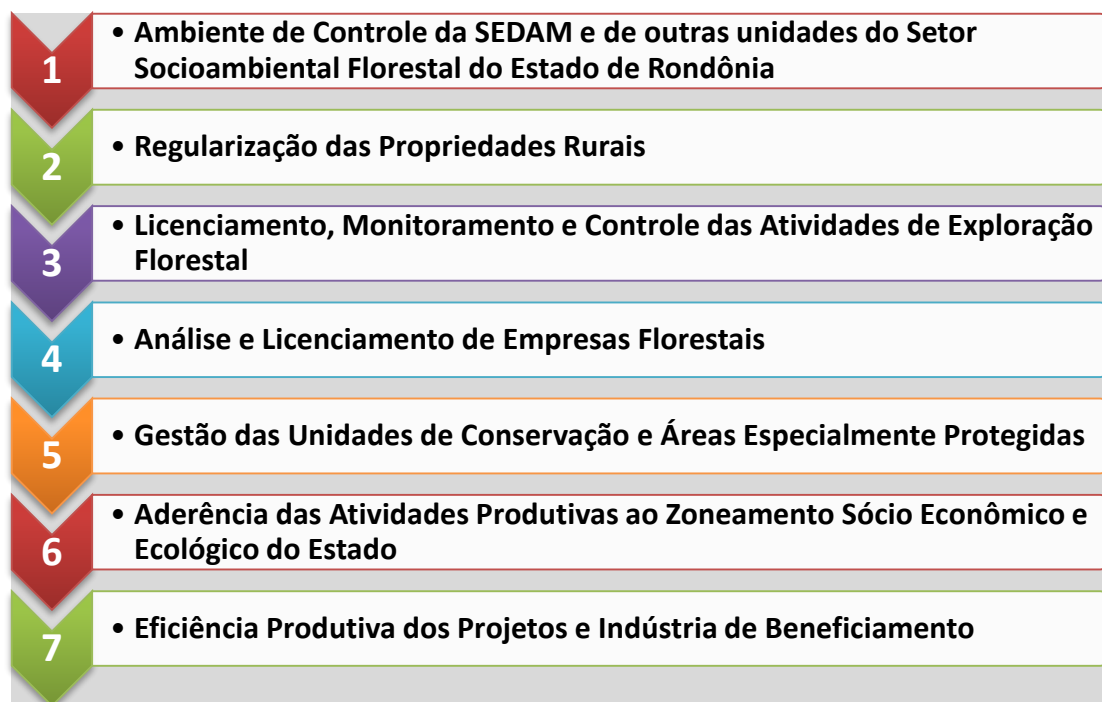 1
• Ambiente de Controle da SEDAM e de outras unidades do Setor
Socioambiental Florestal do Estado de Rondônia
2
• Regularização das Propriedades Rurais
3
• Licenciamento, Monitoramento e Controle das Atividades de Exploração
Florestal
4
• Análise e Licenciamento de Empresas Florestais
5
• Gestão das Unidades de Conservação e Áreas Especialmente Protegidas
6
• Aderência das Atividades Produtivas ao Zoneamento Sócio Econômico e
Ecológico do Estado
7
• Eficiência Produtiva dos Projetos e Indústria de Beneficiamento